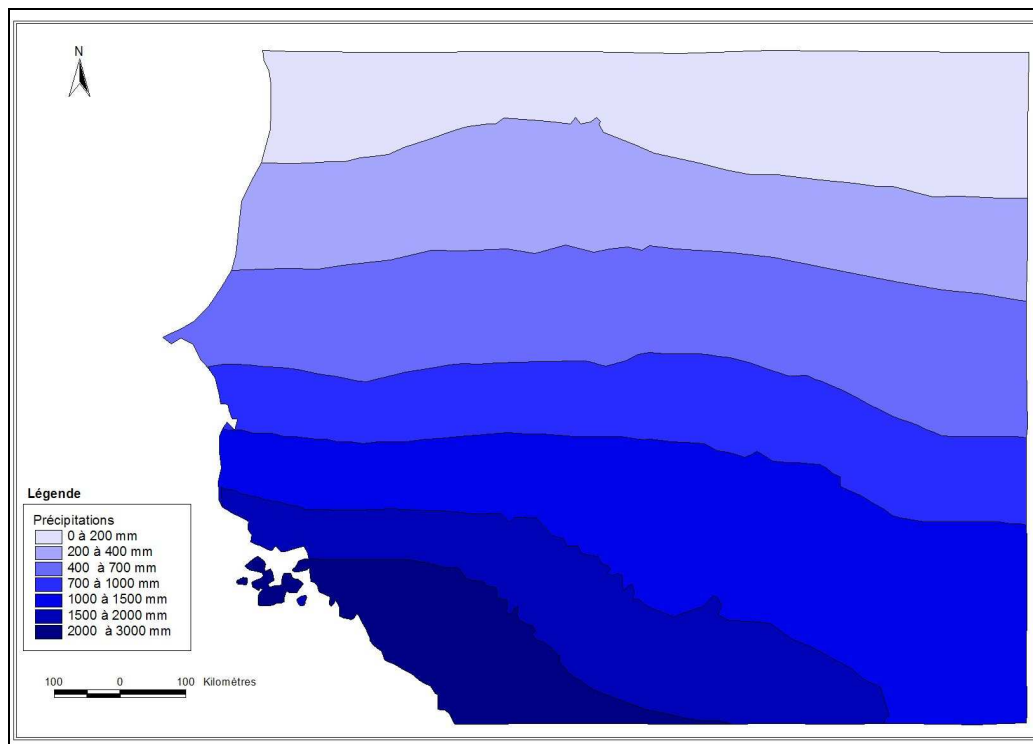 N
Légende
Précipitations
0 à 200 mm
200 à 400 mm
400 à 700 mm
700 à 1000 mm
1000 à 1500 mm
1500 à 2000 mm
2000 à 3000 mm
100 0 100 Kilométres